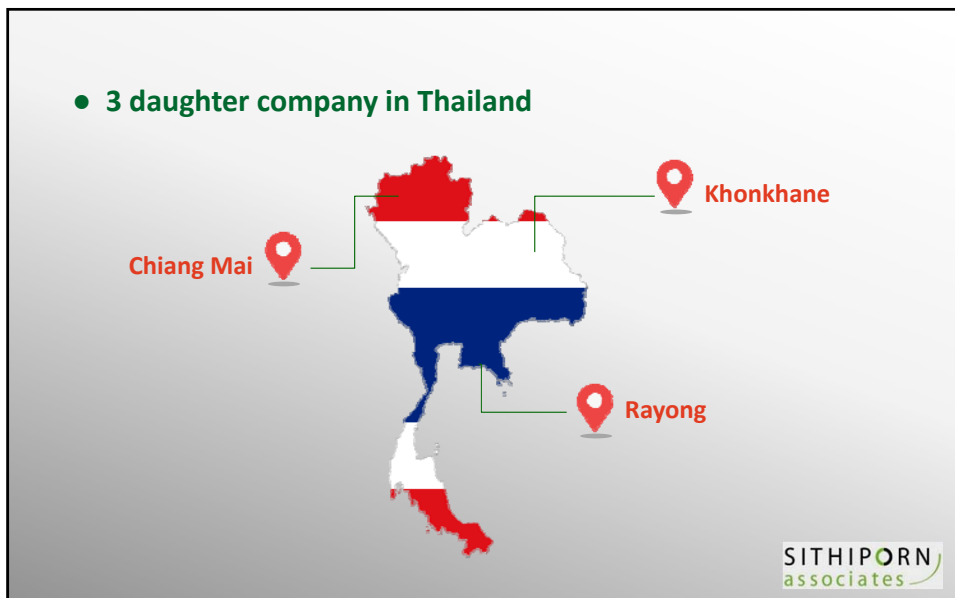 ● 3 daughter company in Thailand
Khonkhane
Chiang Mai
Rayong
SITHIPORN
associates